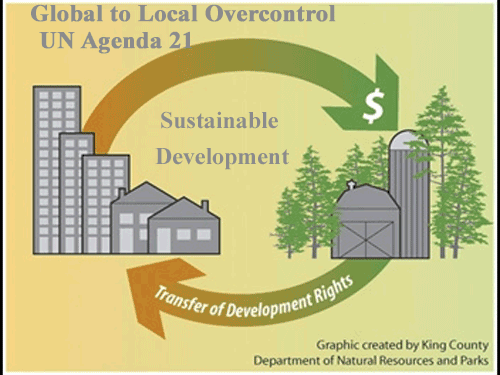 Global to Local Overcontrol
UN Agenda 21
$
Sustainable
Development
Transfer of Development Rights
Graphic created by King County
Department of Natural Resources and Parks